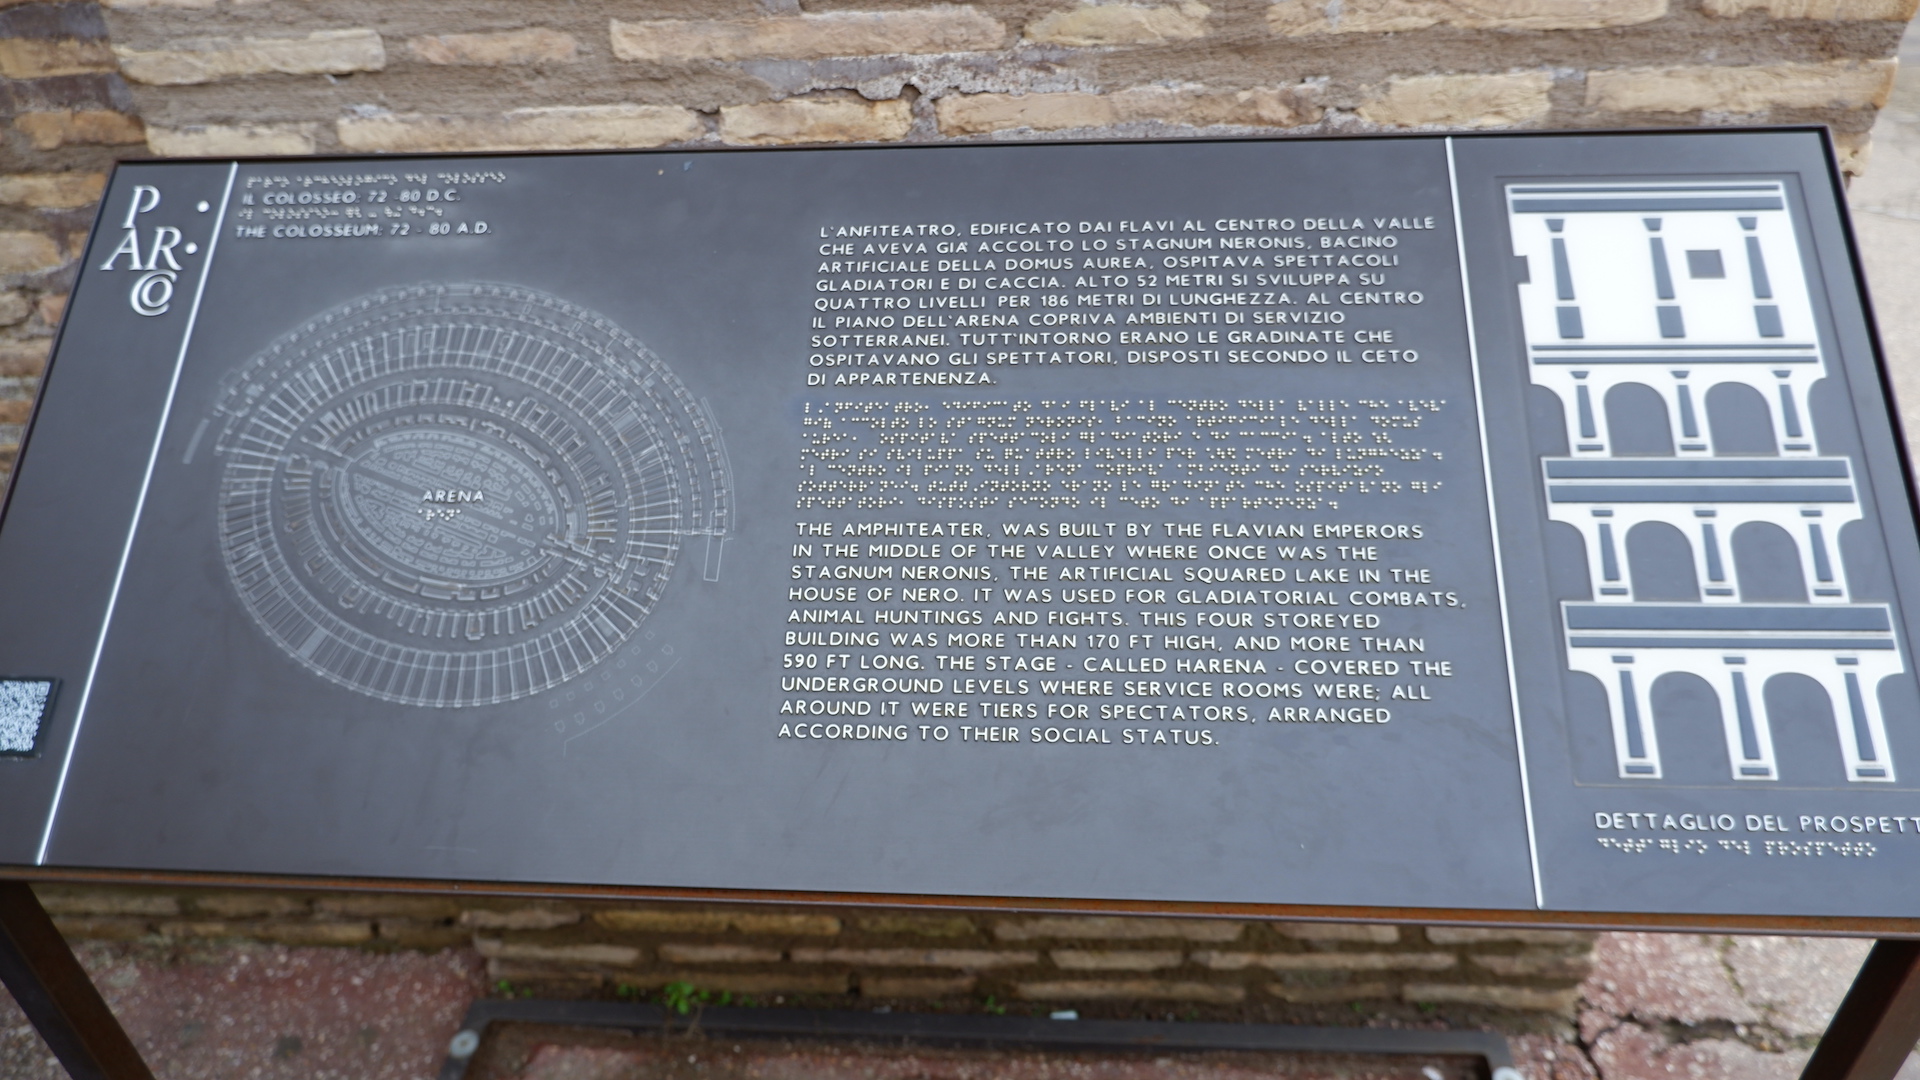 P
AR
CO
IL COLOSSEO: 72 -80 D.C.
THE COLOSSEUM: 72 - 80 A.D.
ARENA
L'ANFITEATRO, EDIFICATO DAI FLAVI AL CENTRO DELLA VALLE
CHE AVEVA GIÀ ACCOLTO LO STAGNUM NERONIS, BACINO
ARTIFICIALE DELLA DOMUS AUREA, OSPITAVA SPETTACOLI
GLADIATORI E DI CACCIA. ALTO 52 METRI SI SVILUPPA SU
QUATTRO LIVELLI PER 186 METRI DI LUNGHEZZA. AL CENTRO
IL PIANO DELL'ARENA COPRIVA AMBIENTI DI SERVIZIO
SOTTERRANEI. TUTT'INTORNO ERANO LE GRADINATE CHE
OSPITAVANO GLI SPETTATORI, DISPOSTI SECONDO IL CETO
DI APPARTENENZA.
THE AMPHITEATER, WAS BUILT BY THE FLAVIAN EMPERORS
IN THE MIDDLE OF THE VALLEY WHERE ONCE WAS THE
STAGNUM NERONIS, THE ARTIFICIAL SQUARED LAKE IN THE
HOUSE OF NERO. IT WAS USED FOR GLADIATORIAL COMBATS,
ANIMAL HUNTINGS AND FIGHTS. THIS FOUR STOREYED
BUILDING WAS MORE THAN 170 FT HIGH, AND MORE THAN
590 FT LONG. THE STAGE - CALLED HARENA - COVERED THE
UNDERGROUND LEVELS WHERE SERVICE ROOMS WERE; ALL
AROUND IT WERE TIERS FOR SPECTATORS, ARRANGED
ACCORDING TO THEIR SOCIAL STATUS.
DETTAGLIO DEL PROSPETT